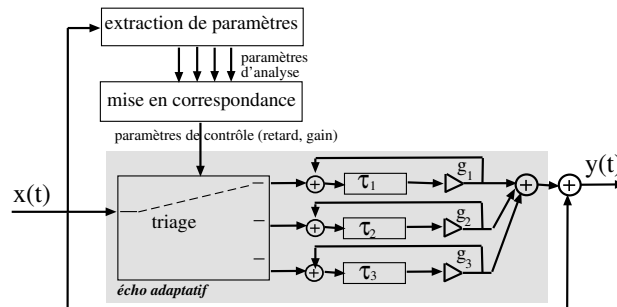 extraction de paramètres
paramètres
d'analyse
mise en correspondance
paramètres de contrôle (retard, gain)
x(t)
triage
τ1
g1
τ2
g2
τ3
g3
y(t)
écho adaptatif